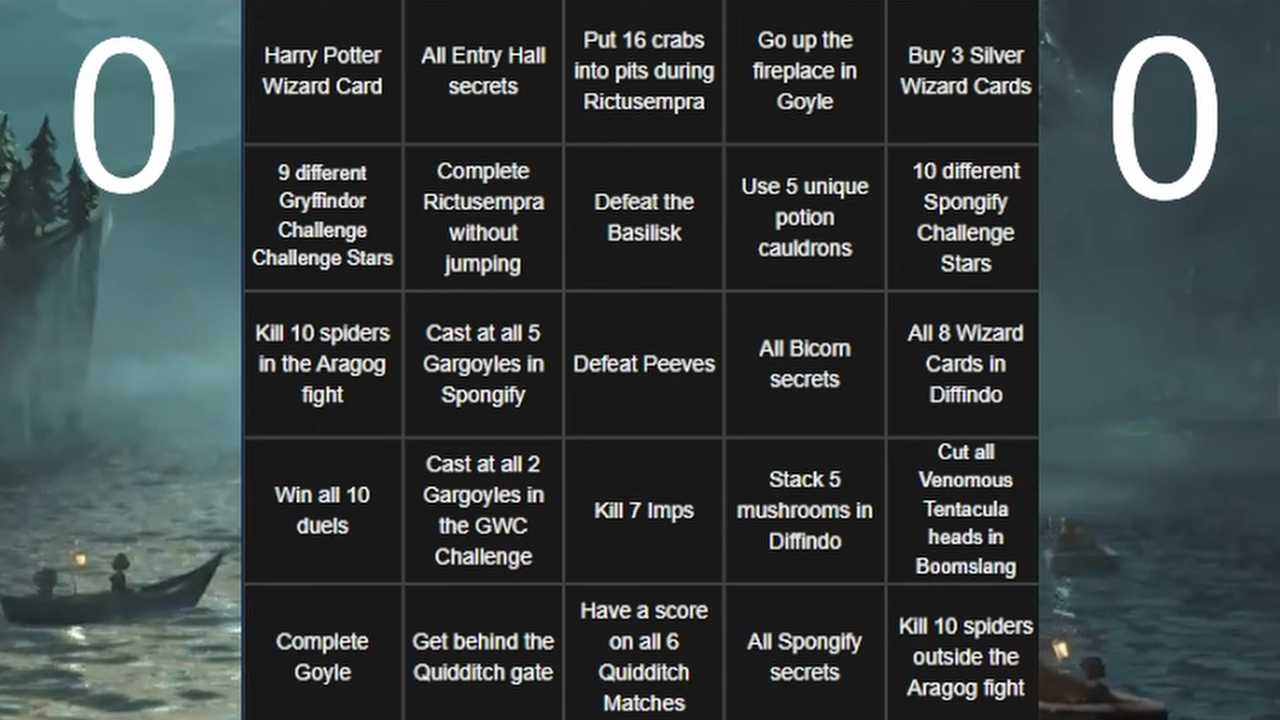 0
Harry Potter
Wizard Card
All Entry Hall
secrets
Put 16 crabs
into pits during
Rictusempra
Go up the
fireplace in
Goyle
Buy 3 Silver
Wizard Cards
0
9 different
Gryffindor
Challenge
Challenge Stars
Complete
Rictusempra
without
jumping
Defeat the
Basilisk
Use 5 unique
potion
cauldrons
10 different
Spongify
Challenge
Stars
Kill 10 spiders
in the Aragog
fight
Cast at all 5
Gargoyles in
Spongify
Defeat Peeves
All Bicorn
secrets
All 8 Wizard
Cards in
Diffindo
Win all 10
duels
Cast at all 2
Gargoyles in
the GWC
Challenge
Kill 7 Imps
Stack 5
mushrooms in
Diffindo
Cut all
Venomous
Tentacula
heads in
Boomslang
Complete
Goyle
Get behind the
Quidditch gate
Have a score
on all 6
Quidditch
Matches
All Spongify
secrets
Kill 10 spiders
outside the
Aragog fight